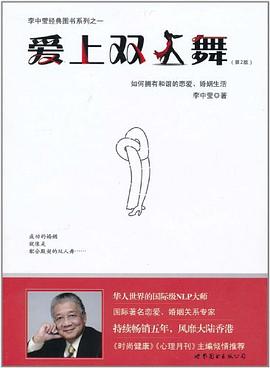 李中莹经典图书系列之一
爱上双人舞
（第2版）
如何拥有和谐的恋爱、婚姻生活
李中莹◎著
成功的婚姻
就像是
配合默契的双人舞……
华人世界的国际级NLP大师
国际著名恋爱、婚姻关系专家
持续畅销五年，风靡大陆香港
《时尚健康》《心理月刊》主编倾情推荐
世界图书出版公司